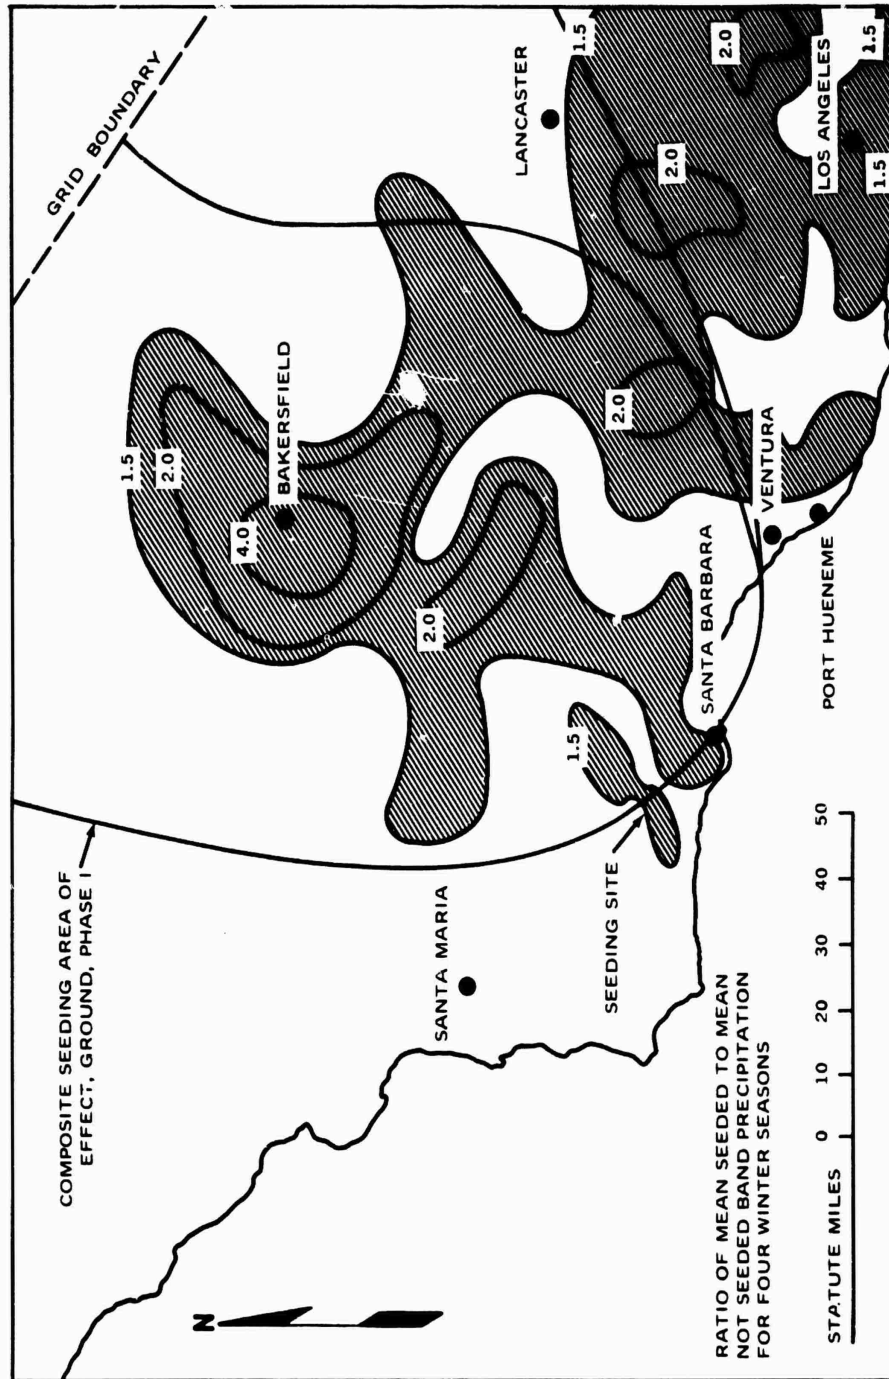 GRID BOUNDARY
COMPOSITE SEEDING AREA OF
EFFECT, GROUND, PHASE I
1.5
2.0
4.0
BAKERSFIELD
2.0
SANTA MARIA
LANCASTER
1.5
SEEDING SITE
1.5
2.0
2.0
2.0
SANTA BARBARA
VENTURA
PORT HUENEME
LOS ANGELES
1.5
1.5
N
RATIO OF MEAN SEEDED TO MEAN
NOT SEEDED BAND PRECIPITATION
FOR FOUR WINTER SEASONS
0 10 20 30 40 50
STATUTE MILES